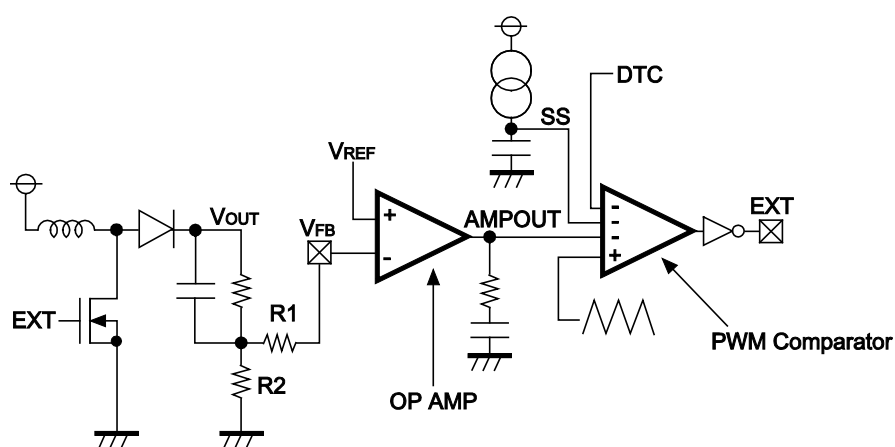 DTC
SS
VREF
VOUT
VFB
AMPOUT
EXT
+
-
-
-
-
+
EXT
R1
R2
OP AMP
PWM Comparator